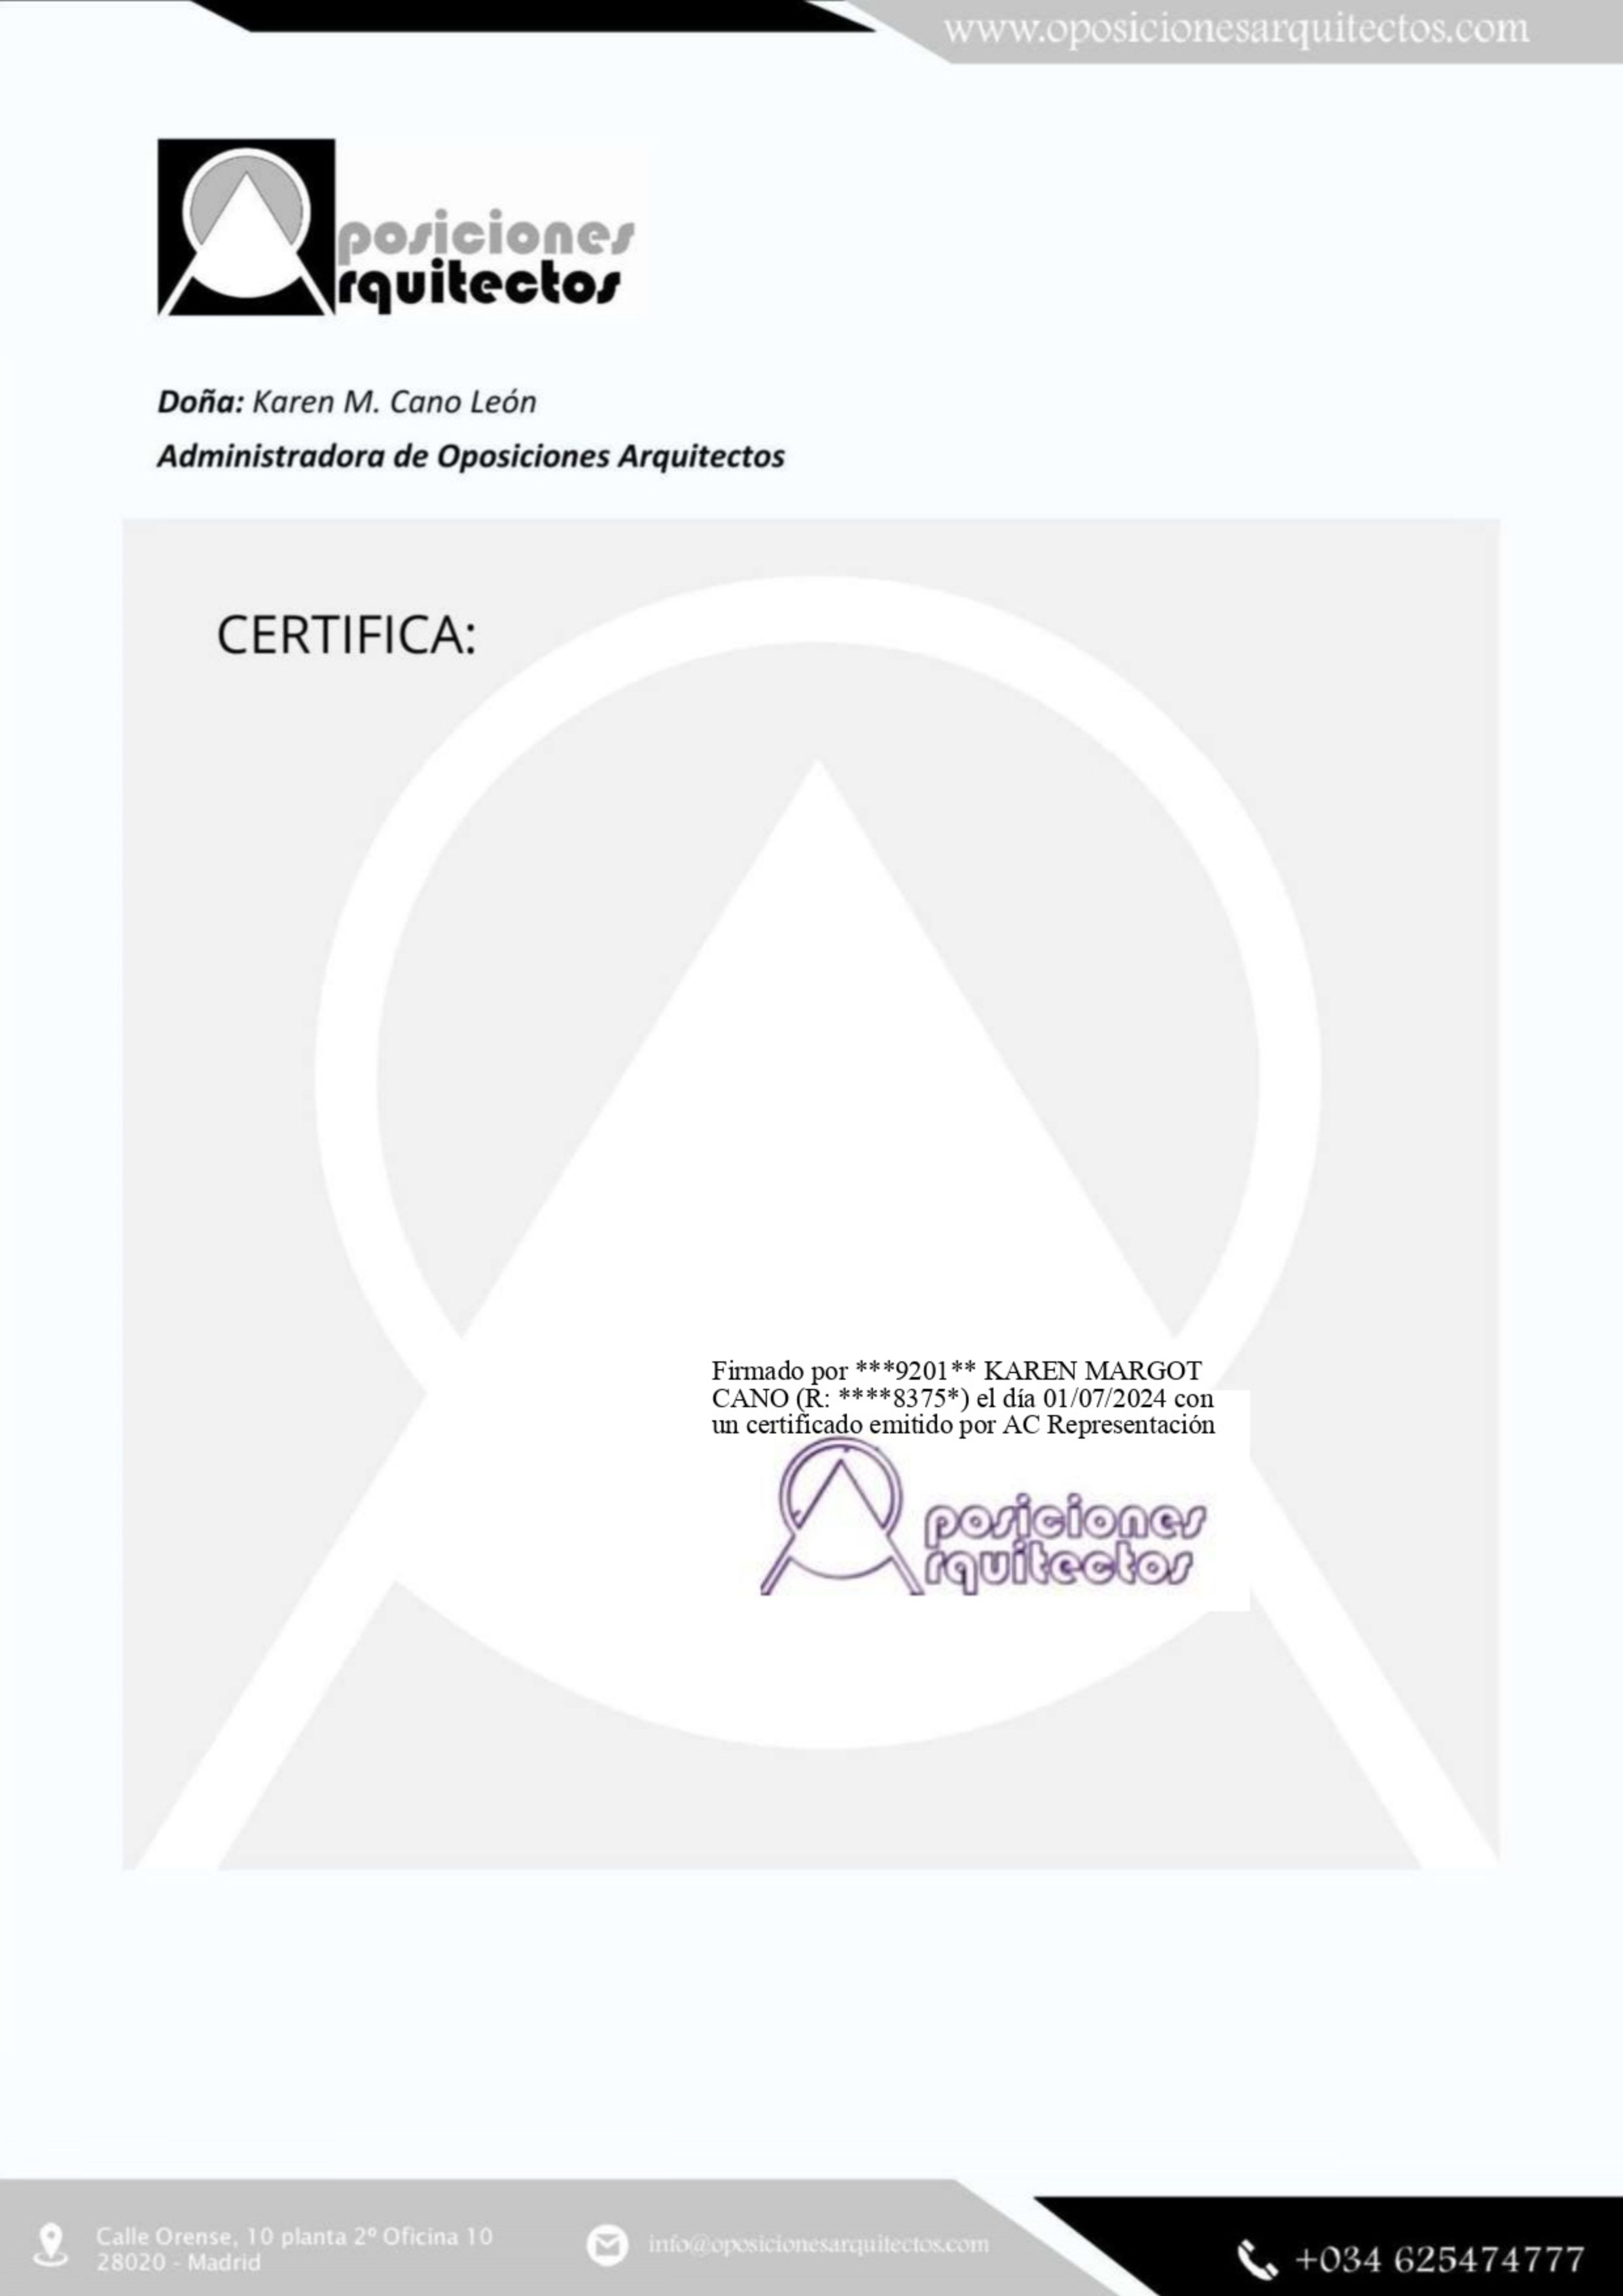 www.oposicionesarquitectos.com
posiciones
rquitectos
Doña: Karen M. Cano León
Administradora de Oposiciones Arquitectos
CERTIFICA:
Firmado por ***9201** KAREN MARGOT
CANO (R: ****8375*) el día 01/07/2024 con
un certificado emitido por AC Representación
posiciones
rquitectos
Calle Orense, 10 planta 2º Oficina 10
28020 - Madrid
info@oposicionesarquitectos.com
+034 625474777